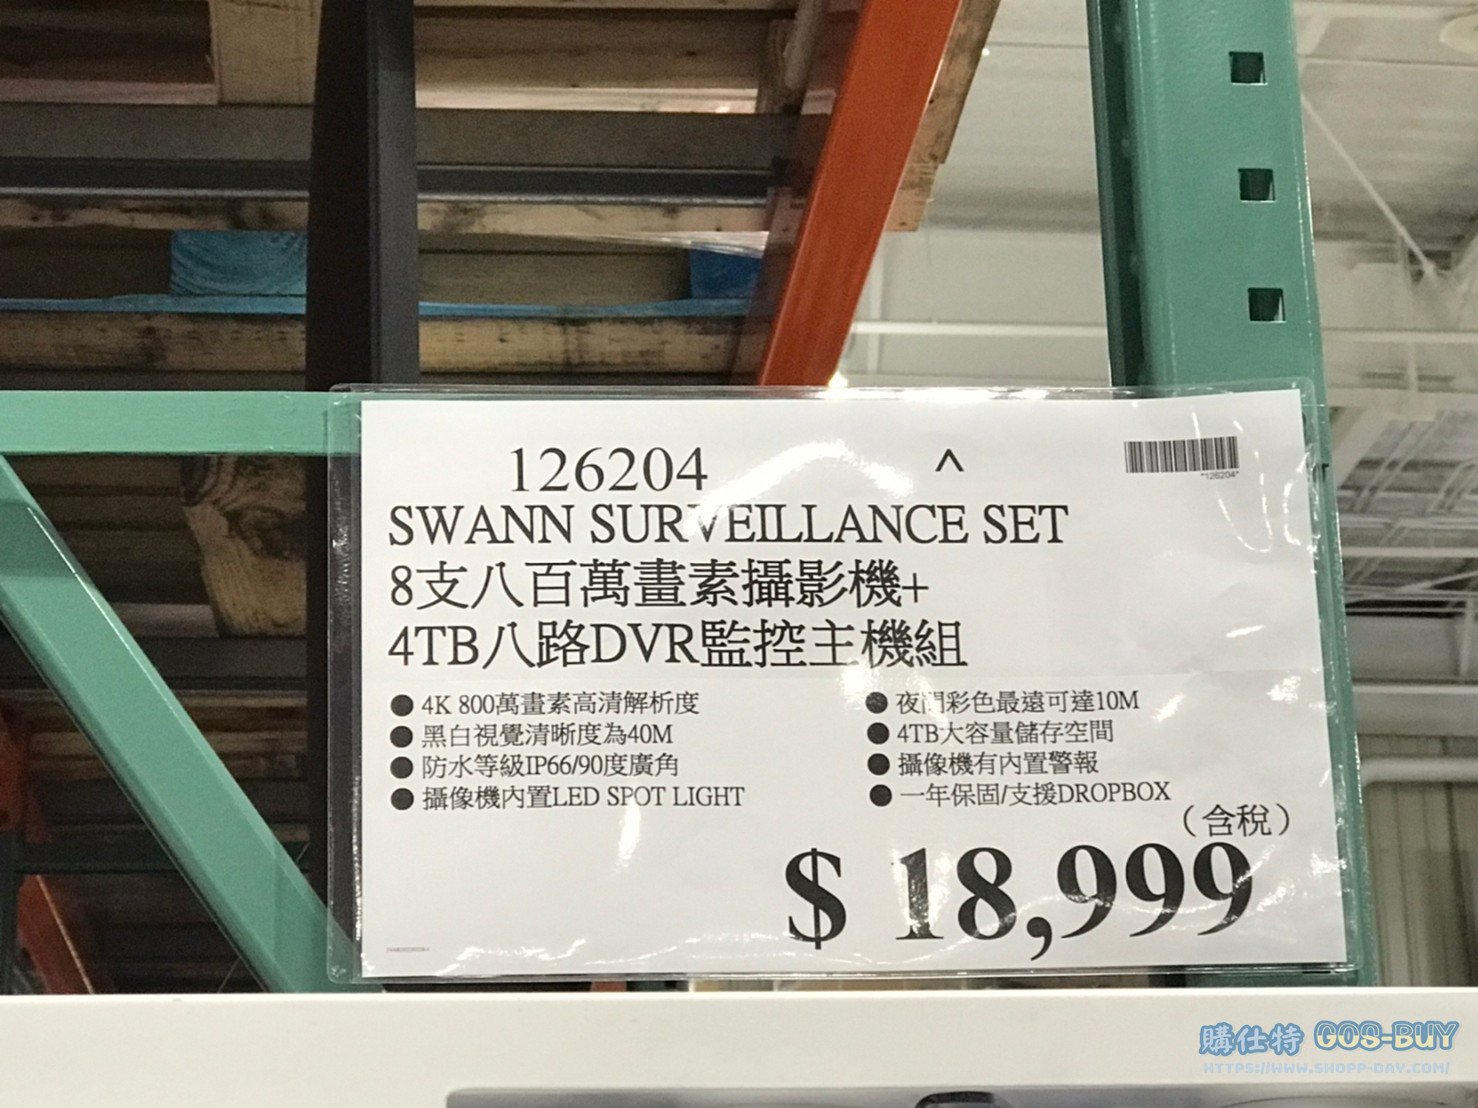 126204 ^
*126204*
SWANN SURVEILLANCE SET
8支八百萬畫素攝影機+
4TB八路DVR監控主機組
● 4K 800萬畫素高清解析度
● 黑白視覺清晰度為40M
● 防水等級IP66/90度廣角
● 攝像機內置LED SPOT LIGHT
● 夜間彩色最遠可達10M
● 4TB大容量儲存空間
● 攝像機有內置警報
● 一年保固/支援DROPBOX
（含稅）
$ 18,999
購仕特 GOS-BUY
HTTPS://WWW.SHOPP-DAY.COM/